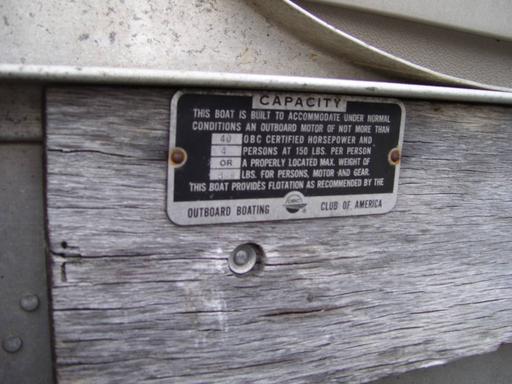 CAPACITY
THIS BOAT IS BUILT TO ACCOMMODATE UNDER NORMAL
CONDITIONS AN OUTBOARD MOTOR OF NOT MORE THAN
40 OBC CERTIFIED HORSEPOWER AND
4 PERSONS AT 150 LBS. PER PERSON
OR A PROPERLY LOCATED MAX. WEIGHT OF
LBS. FOR PERSONS, MOTOR AND GEAR.
THIS BOAT PROVIDES FLOTATION AS RECOMMENDED BY THE
OUTBOARD BOATING CLUB OF AMERICA